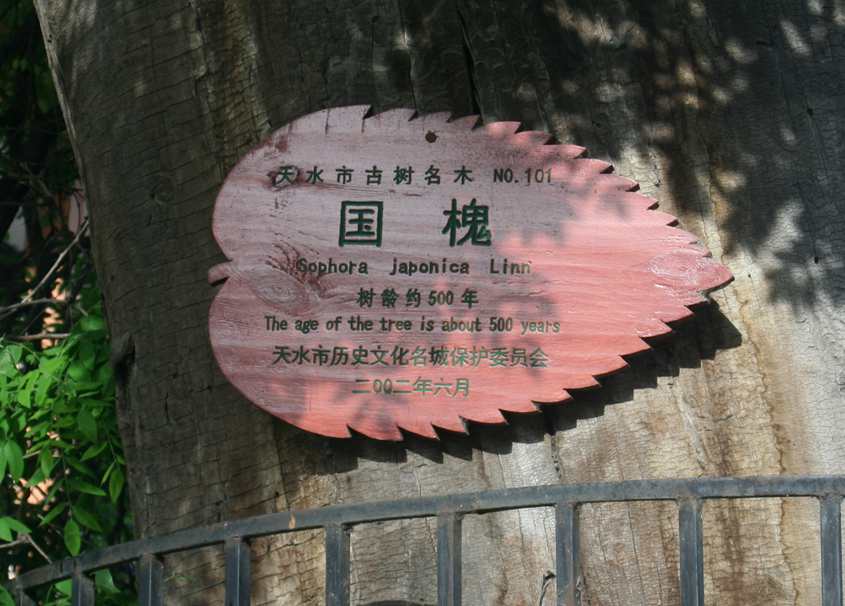 天水市古树名木 NO.101
国槐
Sophora japonica Linn
树龄约500年
The age of the tree is about 500 years
天水市历史文化名城保护委员会
二00二年六月